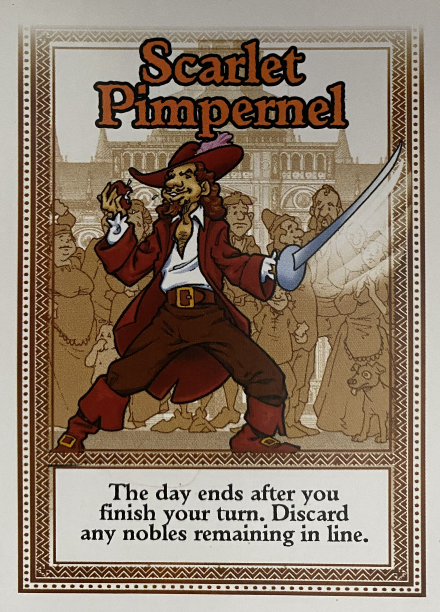 Scarlet
Pimpernel
The day ends after you
finish your turn. Discard
any nobles remaining in line.